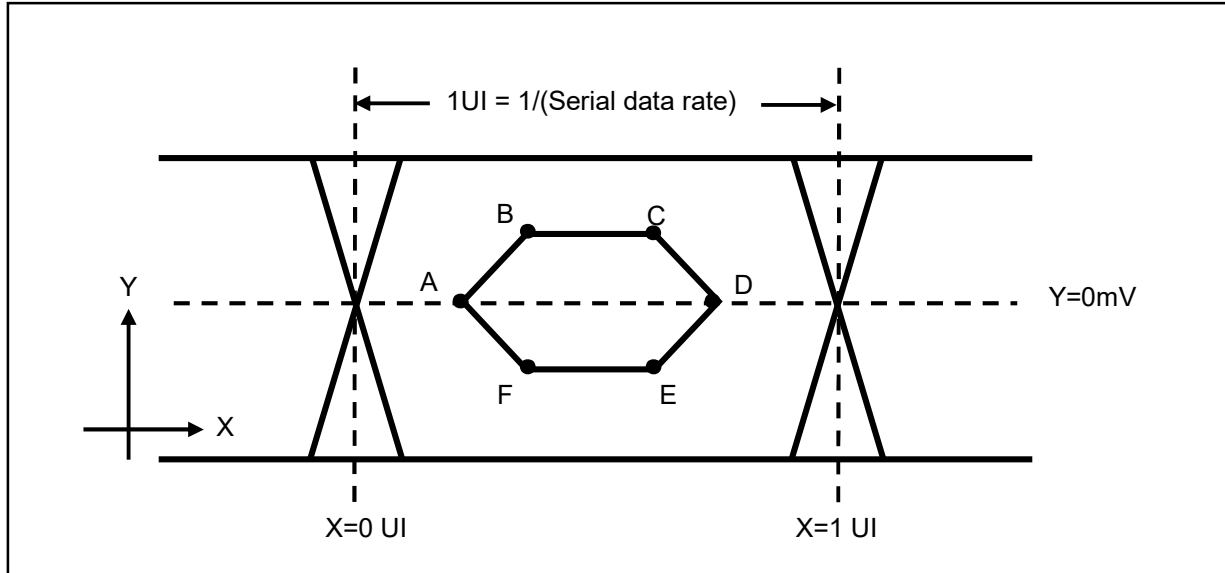 1UI = 1/(Serial data rate)
B
C
A
D
Y
Y=0mV
F
E
X
X=0 UI
X=1 UI